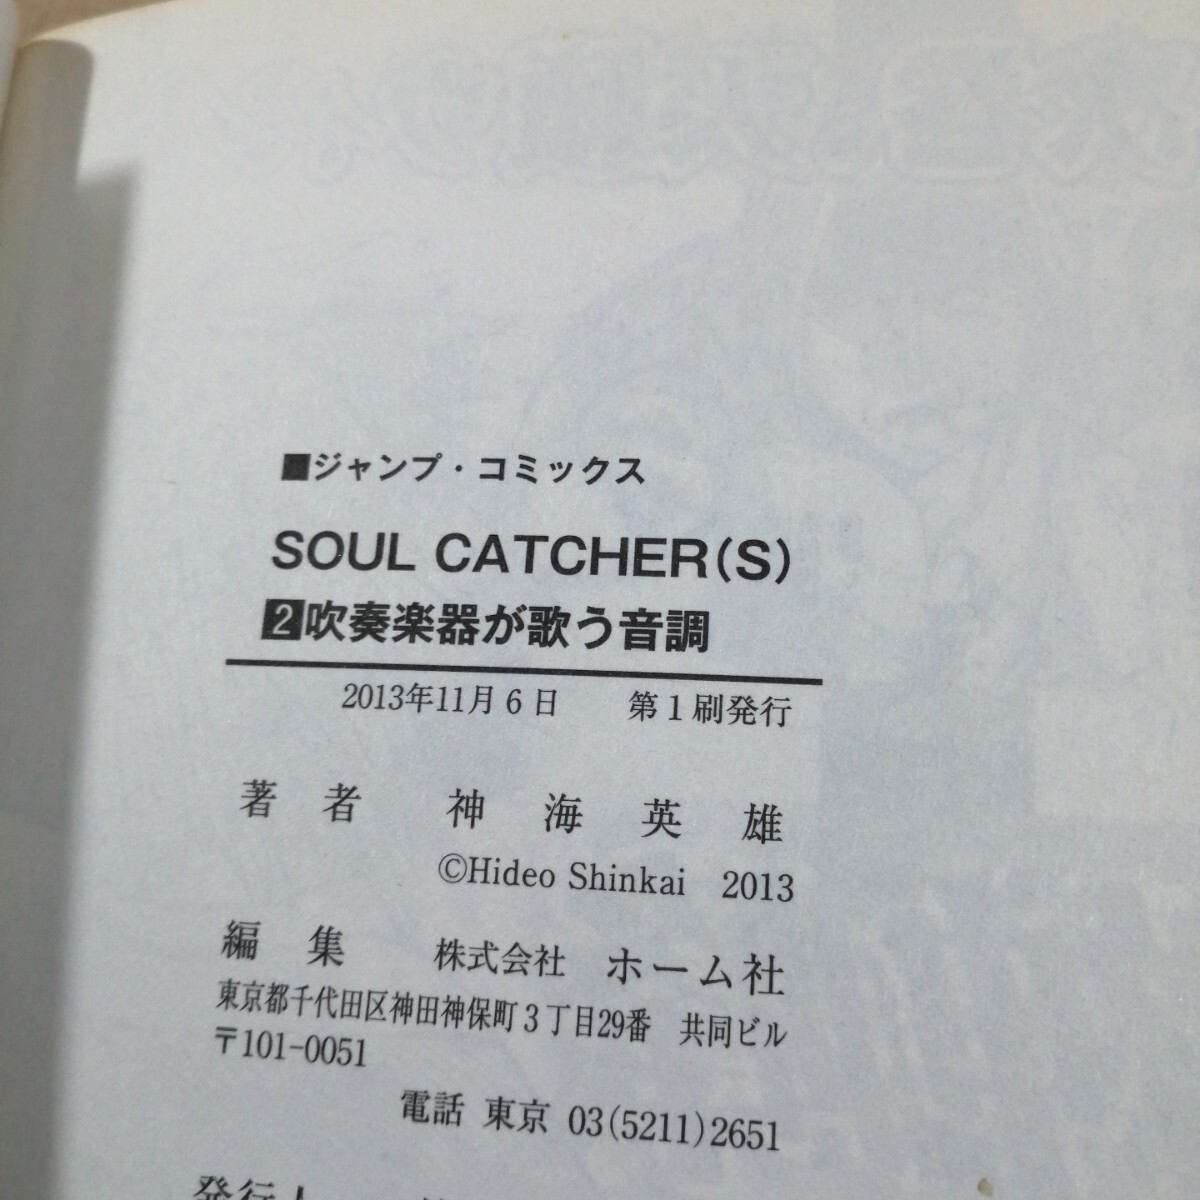 ■ジャンプ・コミックス
SOUL CATCHER(S)
2吹奏楽器が歌う音調
2013年11月6日 第1刷発行
著者 神海英雄
©Hideo Shinkai 2013
編集 株式会社 ホーム社
東京都千代田区神田神保町3丁目29番 共同ビル
〒101-0051
電話 東京 03(5211)2651
発行人